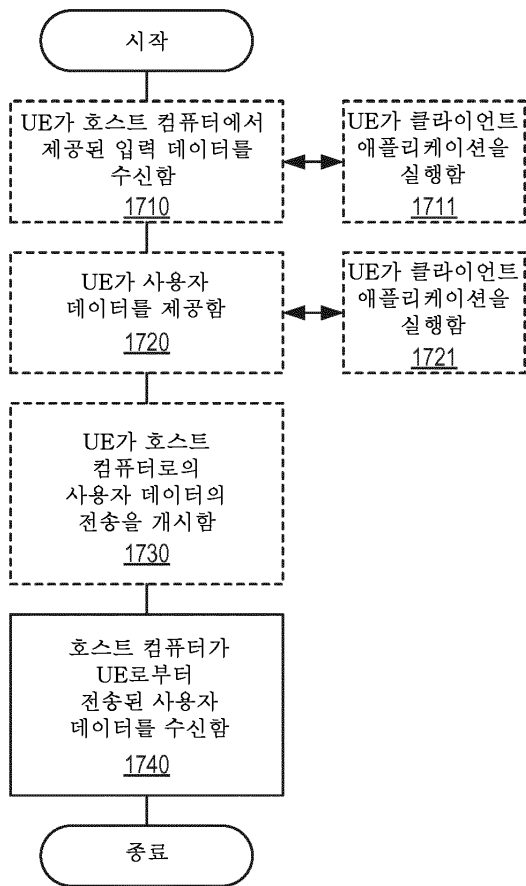 시작
UE가 호스트 컴퓨터에서
제공된 입력 데이터를
수신함
1710
UE가 클라이언트
애플리케이션을
실행함
1711
UE가 사용자
데이터를 제공함
1720
UE가 클라이언트
애플리케이션을
실행함
1721
UE가 호스트
컴퓨터로의
사용자 데이터의
전송을 개시함
1730
호스트 컴퓨터가
UE로부터
전송된 사용자
데이터를 수신함
1740
종료